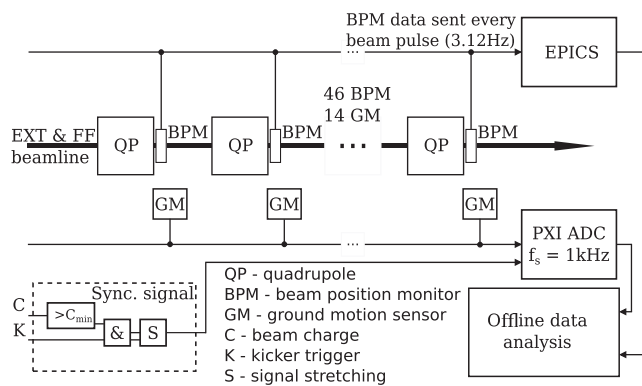 BPM data sent every
beam pulse (3.12Hz)
EPICS
...
46 BPM
14 GM
EXT & FF
beamline
QP
BPM
QP
BPM
...
QP
BPM
GM
GM
GM
...
PXI ADC
fs = 1kHz
Sync. signal
C
>Cmin
K
&
S
QP - quadrupole
BPM - beam position monitor
GM - ground motion sensor
C - beam charge
K - kicker trigger
S - signal stretching
Offline data
analysis